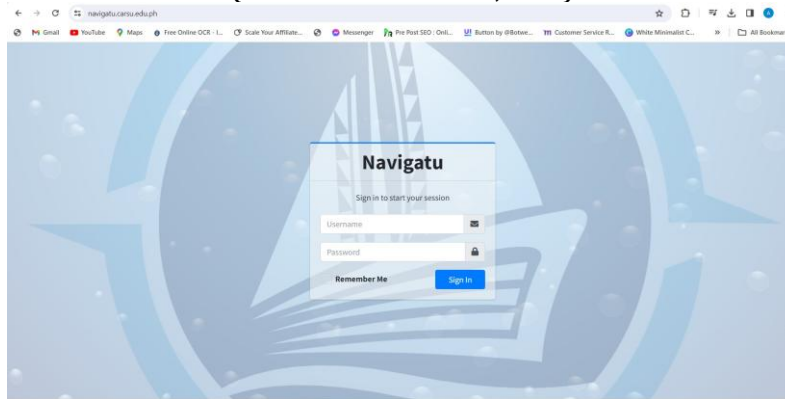 navigatu.carsu.edu.ph
Gmail YouTube Maps Free Online OCR - I... Scale Your Affiliate... Messenger Pre Post SEO : Onli... Button by @Botwe... Customer Service R... White Minimalist C... » All Bookmar
Navigatu
Sign in to start your session
Username
Password
Remember Me Sign In